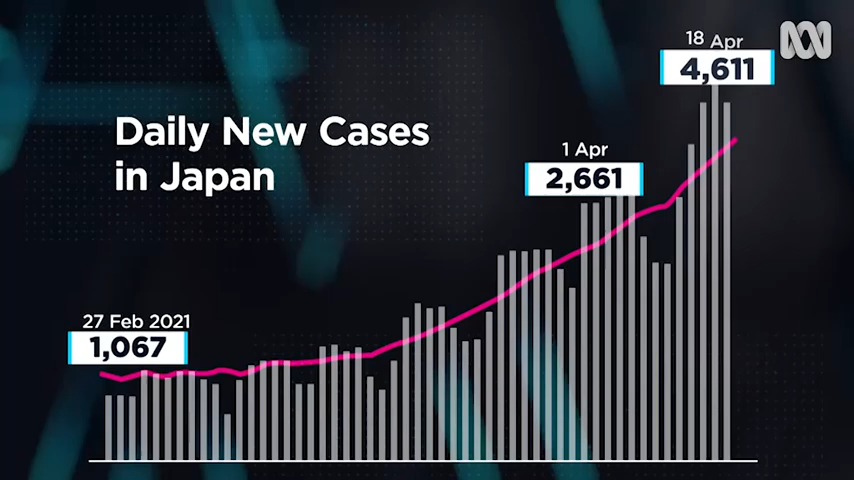 18 Apr
4,611
Daily New Cases
in Japan
1 Apr
2,661
27 Feb 2021
1,067